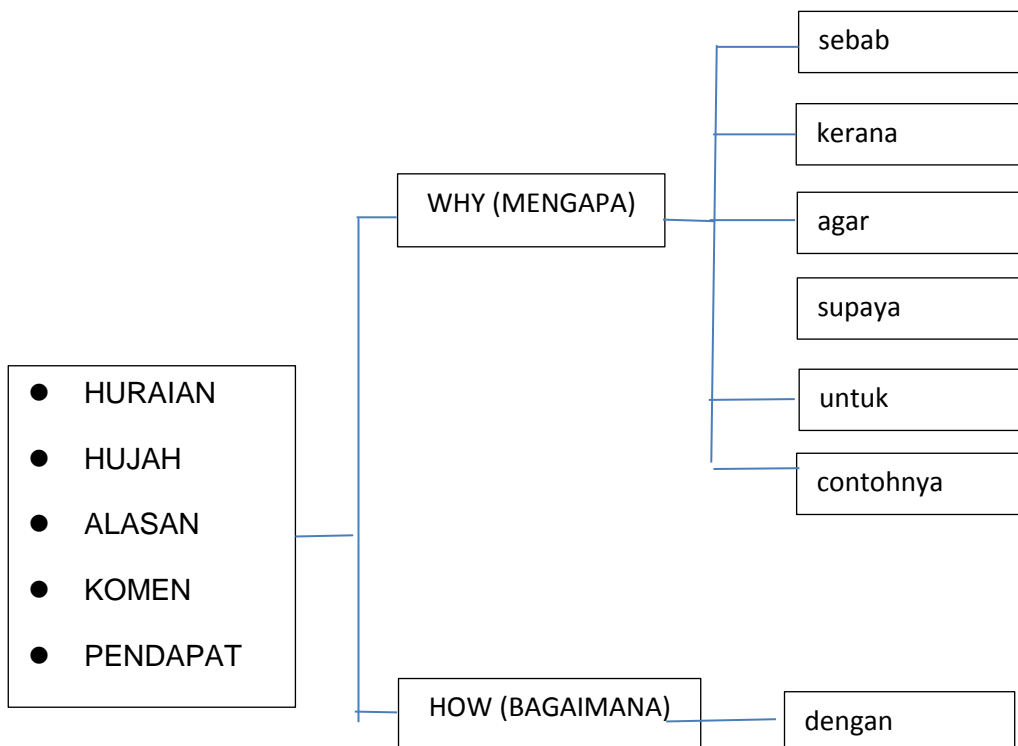 HURAIAN
HUJAH
ALASAN
KOMEN
PENDAPAT
WHY (MENGAPA)
sebab
kerana
agar
supaya
untuk
contohnya
HOW (BAGAIMANA)
dengan